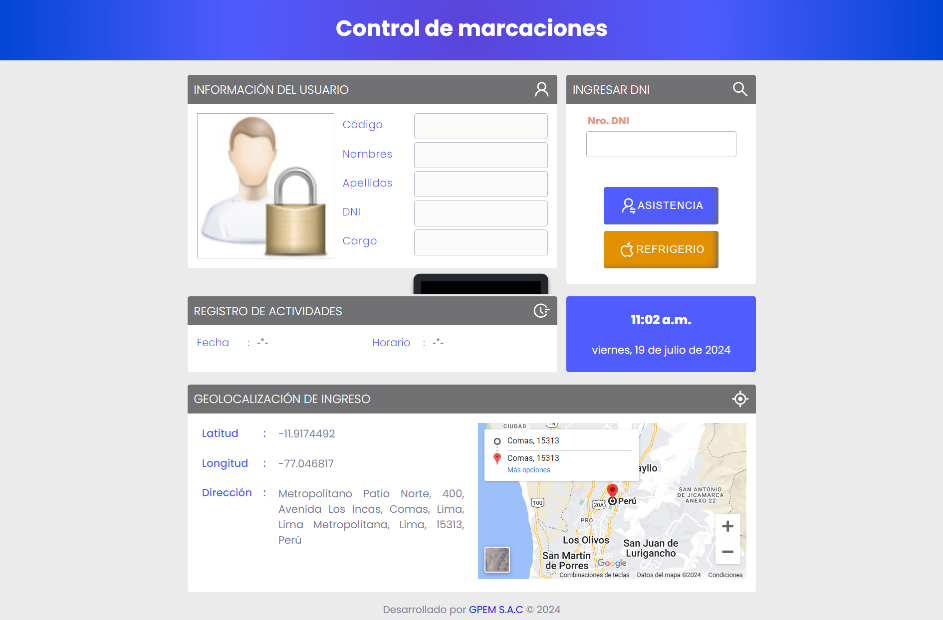 Control de marcaciones
INFORMACIÓN DEL USUARIO
Código
Nombres
Apellidos
DNI
Cargo
INGRESAR DNI
Nro. DNI
ASISTENCIA
REFRIGERIO
REGISTRO DE ACTIVIDADES
Fecha : -*-
Horario : -*-
11:02 a.m.
viernes, 19 de julio de 2024
GEOLOCALIZACIÓN DE INGRESO
Latitud : -11.9174492
Longitud : -77.046817
Dirección : Metropolitano Patio Norte, 400,
Avenida Los Incas, Comas, Lima,
Lima Metropolitana, Lima, 15313,
Perú
CIUDAD
Comas, 15313
Comas, 15313
Más opciones
ayllo
SAN ANTONIO
DE JICAMARCA
ANEXO 22
100
20A
Perú
PRO
Los Olivos
San Juan de
Lurigancho
San Martín
de Porres
Google
Combinaciones de teclas
Datos del mapa ©2024
Condiciones
Desarrollado por GPEM S.A.C © 2024